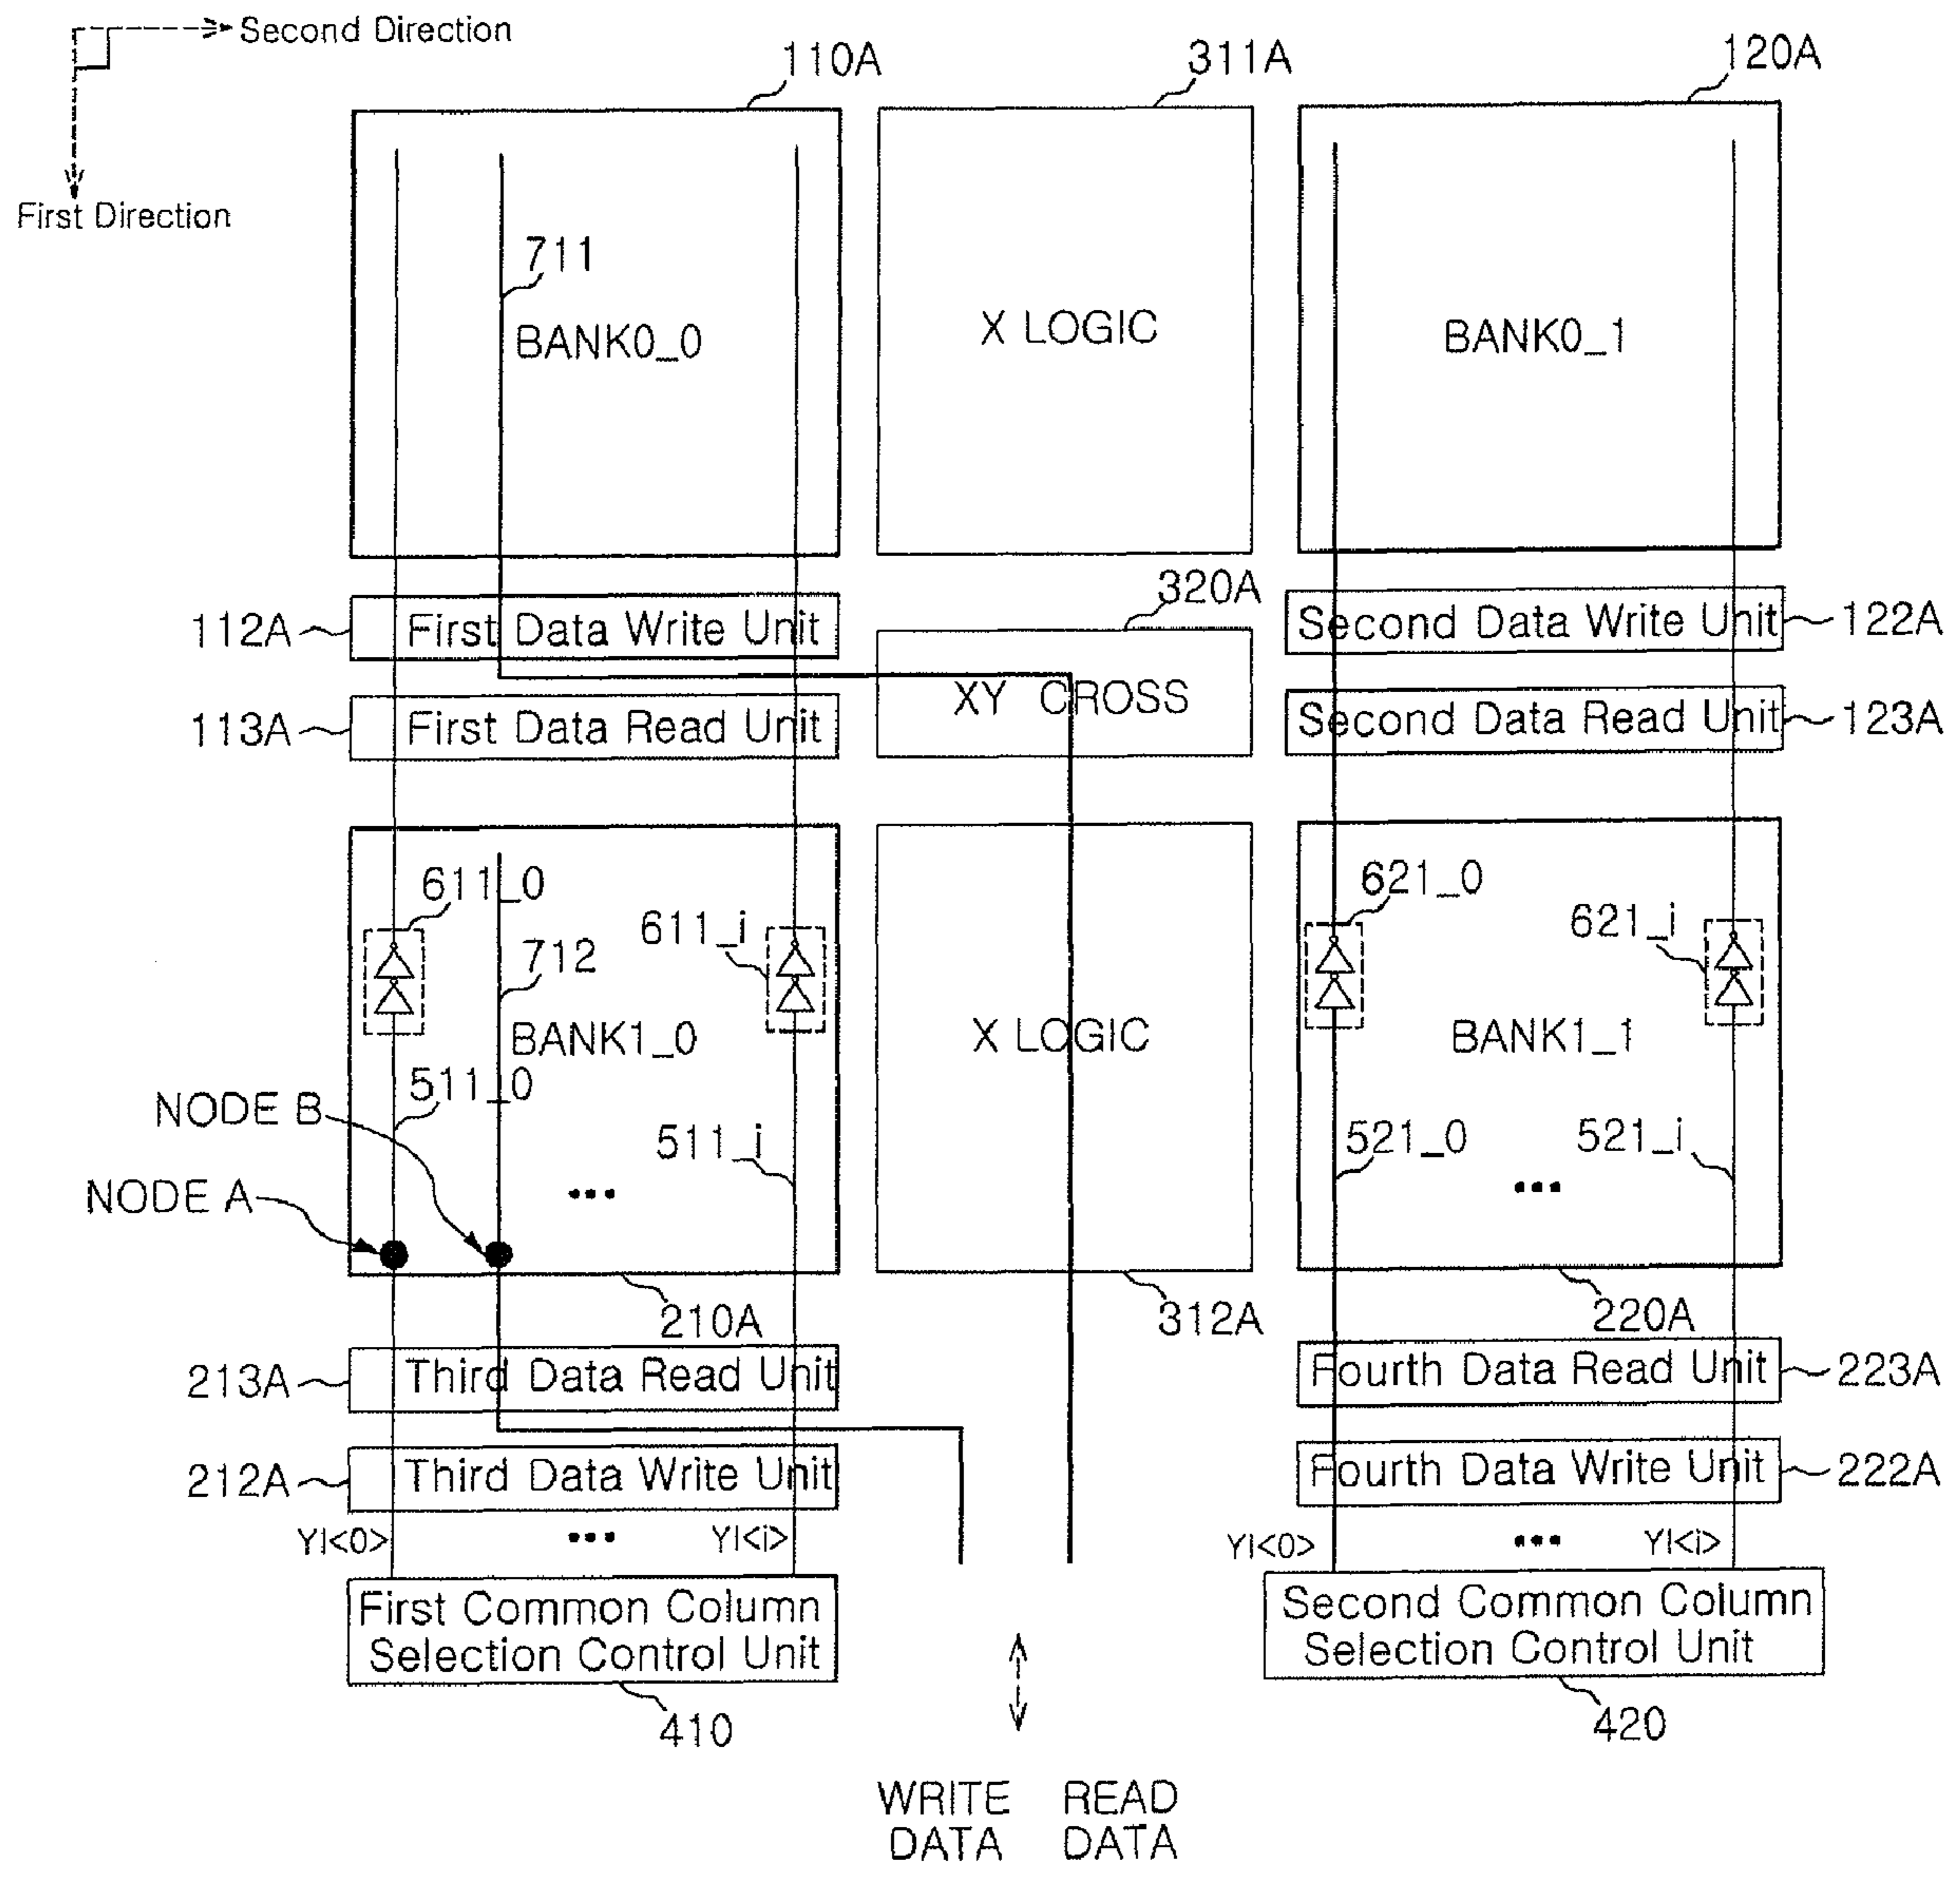 Second Direction
First Direction
110A
311A
120A
711
BANK0_0
X LOGIC
BANK0_1
320A
112A
First Data Write Unit
Second Data Write Unit
122A
XY CROSS
113A
First Data Read Unit
Second Data Read Unit
123A
611_0
611_i
621_0
621_i
712
BANK1_0
X LOGIC
BANK1_1
511_0
NODE B
511_i
521_0
521_i
...
...
NODE A
210A
312A
220A
213A
Third Data Read Unit
Fourth Data Read Unit
223A
212A
Third Data Write Unit
Fourth Data Write Unit
222A
YI<0>
...
YI<i>
YI<0>
...
YI<i>
First Common Column
Selection Control Unit
Second Common Column
Selection Control Unit
410
420
WRITE
DATA
READ
DATA